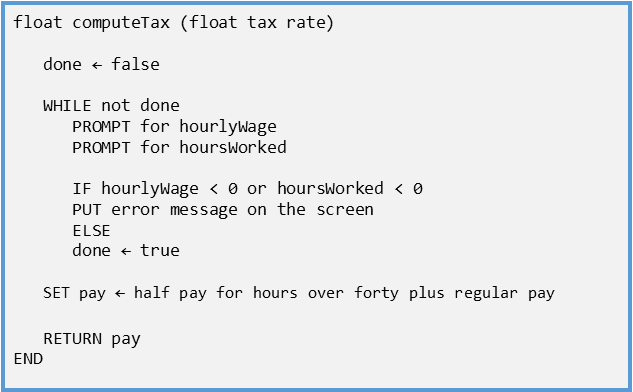 float computeTax (float tax rate)
done ← false
WHILE not done
PROMPT for hourlyWage
PROMPT for hoursWorked
IF hourlyWage < 0 or hoursWorked < 0
PUT error message on the screen
ELSE
done ← true
SET pay ← half pay for hours over forty plus regular pay
RETURN pay
END